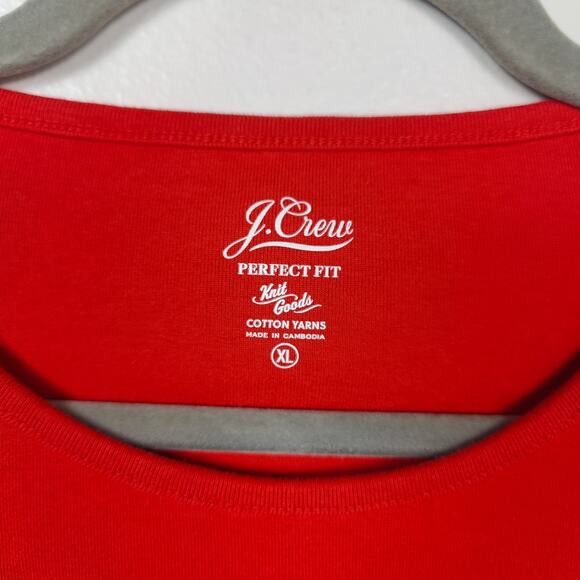 J.Crew
PERFECT FIT
Knit
Goods
COTTON YARNS
MADE IN CAMBODIA
XL